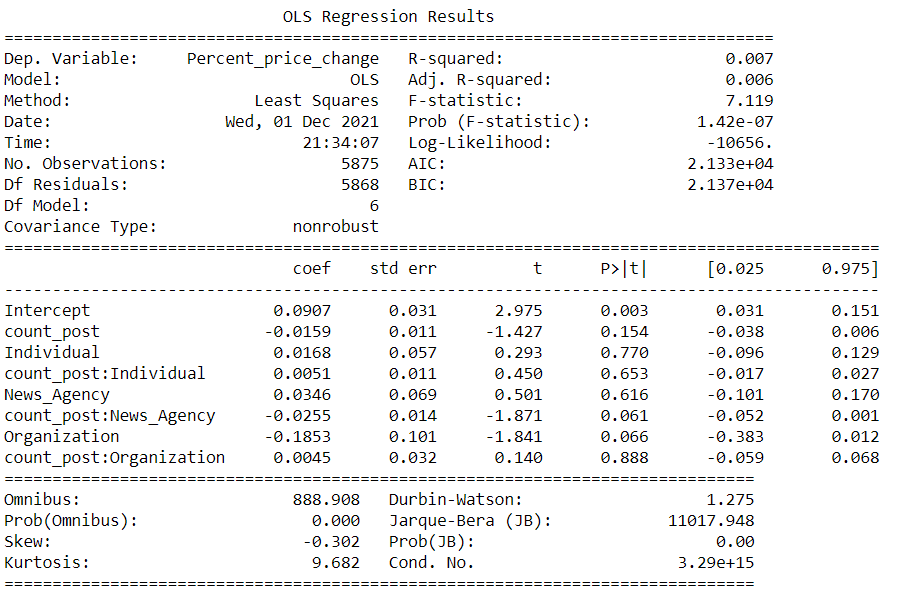 OLS Regression Results
==============================================================================
Dep. Variable: Percent_price_change R-squared: 0.007
Model: OLS Adj. R-squared: 0.006
Method: Least Squares F-statistic: 7.119
Date: Wed, 01 Dec 2021 Prob (F-statistic): 1.42e-07
Time: 21:34:07 Log-Likelihood: -10656.
No. Observations: 5875 AIC: 2.133e+04
Df Residuals: 5868 BIC: 2.137e+04
Df Model: 6
Covariance Type: nonrobust
==========================================================================================
coef std err t P>|t| [0.025 0.975]
------------------------------------------------------------------------------------------
Intercept 0.0907 0.031 2.975 0.003 0.031 0.151
count_post -0.0159 0.011 -1.427 0.154 -0.038 0.006
Individual 0.0168 0.057 0.293 0.770 -0.096 0.129
count_post:Individual 0.0051 0.011 0.450 0.653 -0.017 0.027
News_Agency 0.0346 0.069 0.501 0.616 -0.101 0.170
count_post:News_Agency -0.0255 0.014 -1.871 0.061 -0.052 0.001
Organization -0.1853 0.101 -1.841 0.066 -0.383 0.012
count_post:Organization 0.0045 0.032 0.140 0.888 -0.059 0.068
==============================================================================
Omnibus: 888.908 Durbin-Watson: 1.275
Prob(Omnibus): 0.000 Jarque-Bera (JB): 11017.948
Skew: -0.302 Prob(JB): 0.00
Kurtosis: 9.682 Cond. No. 3.29e+15
==============================================================================